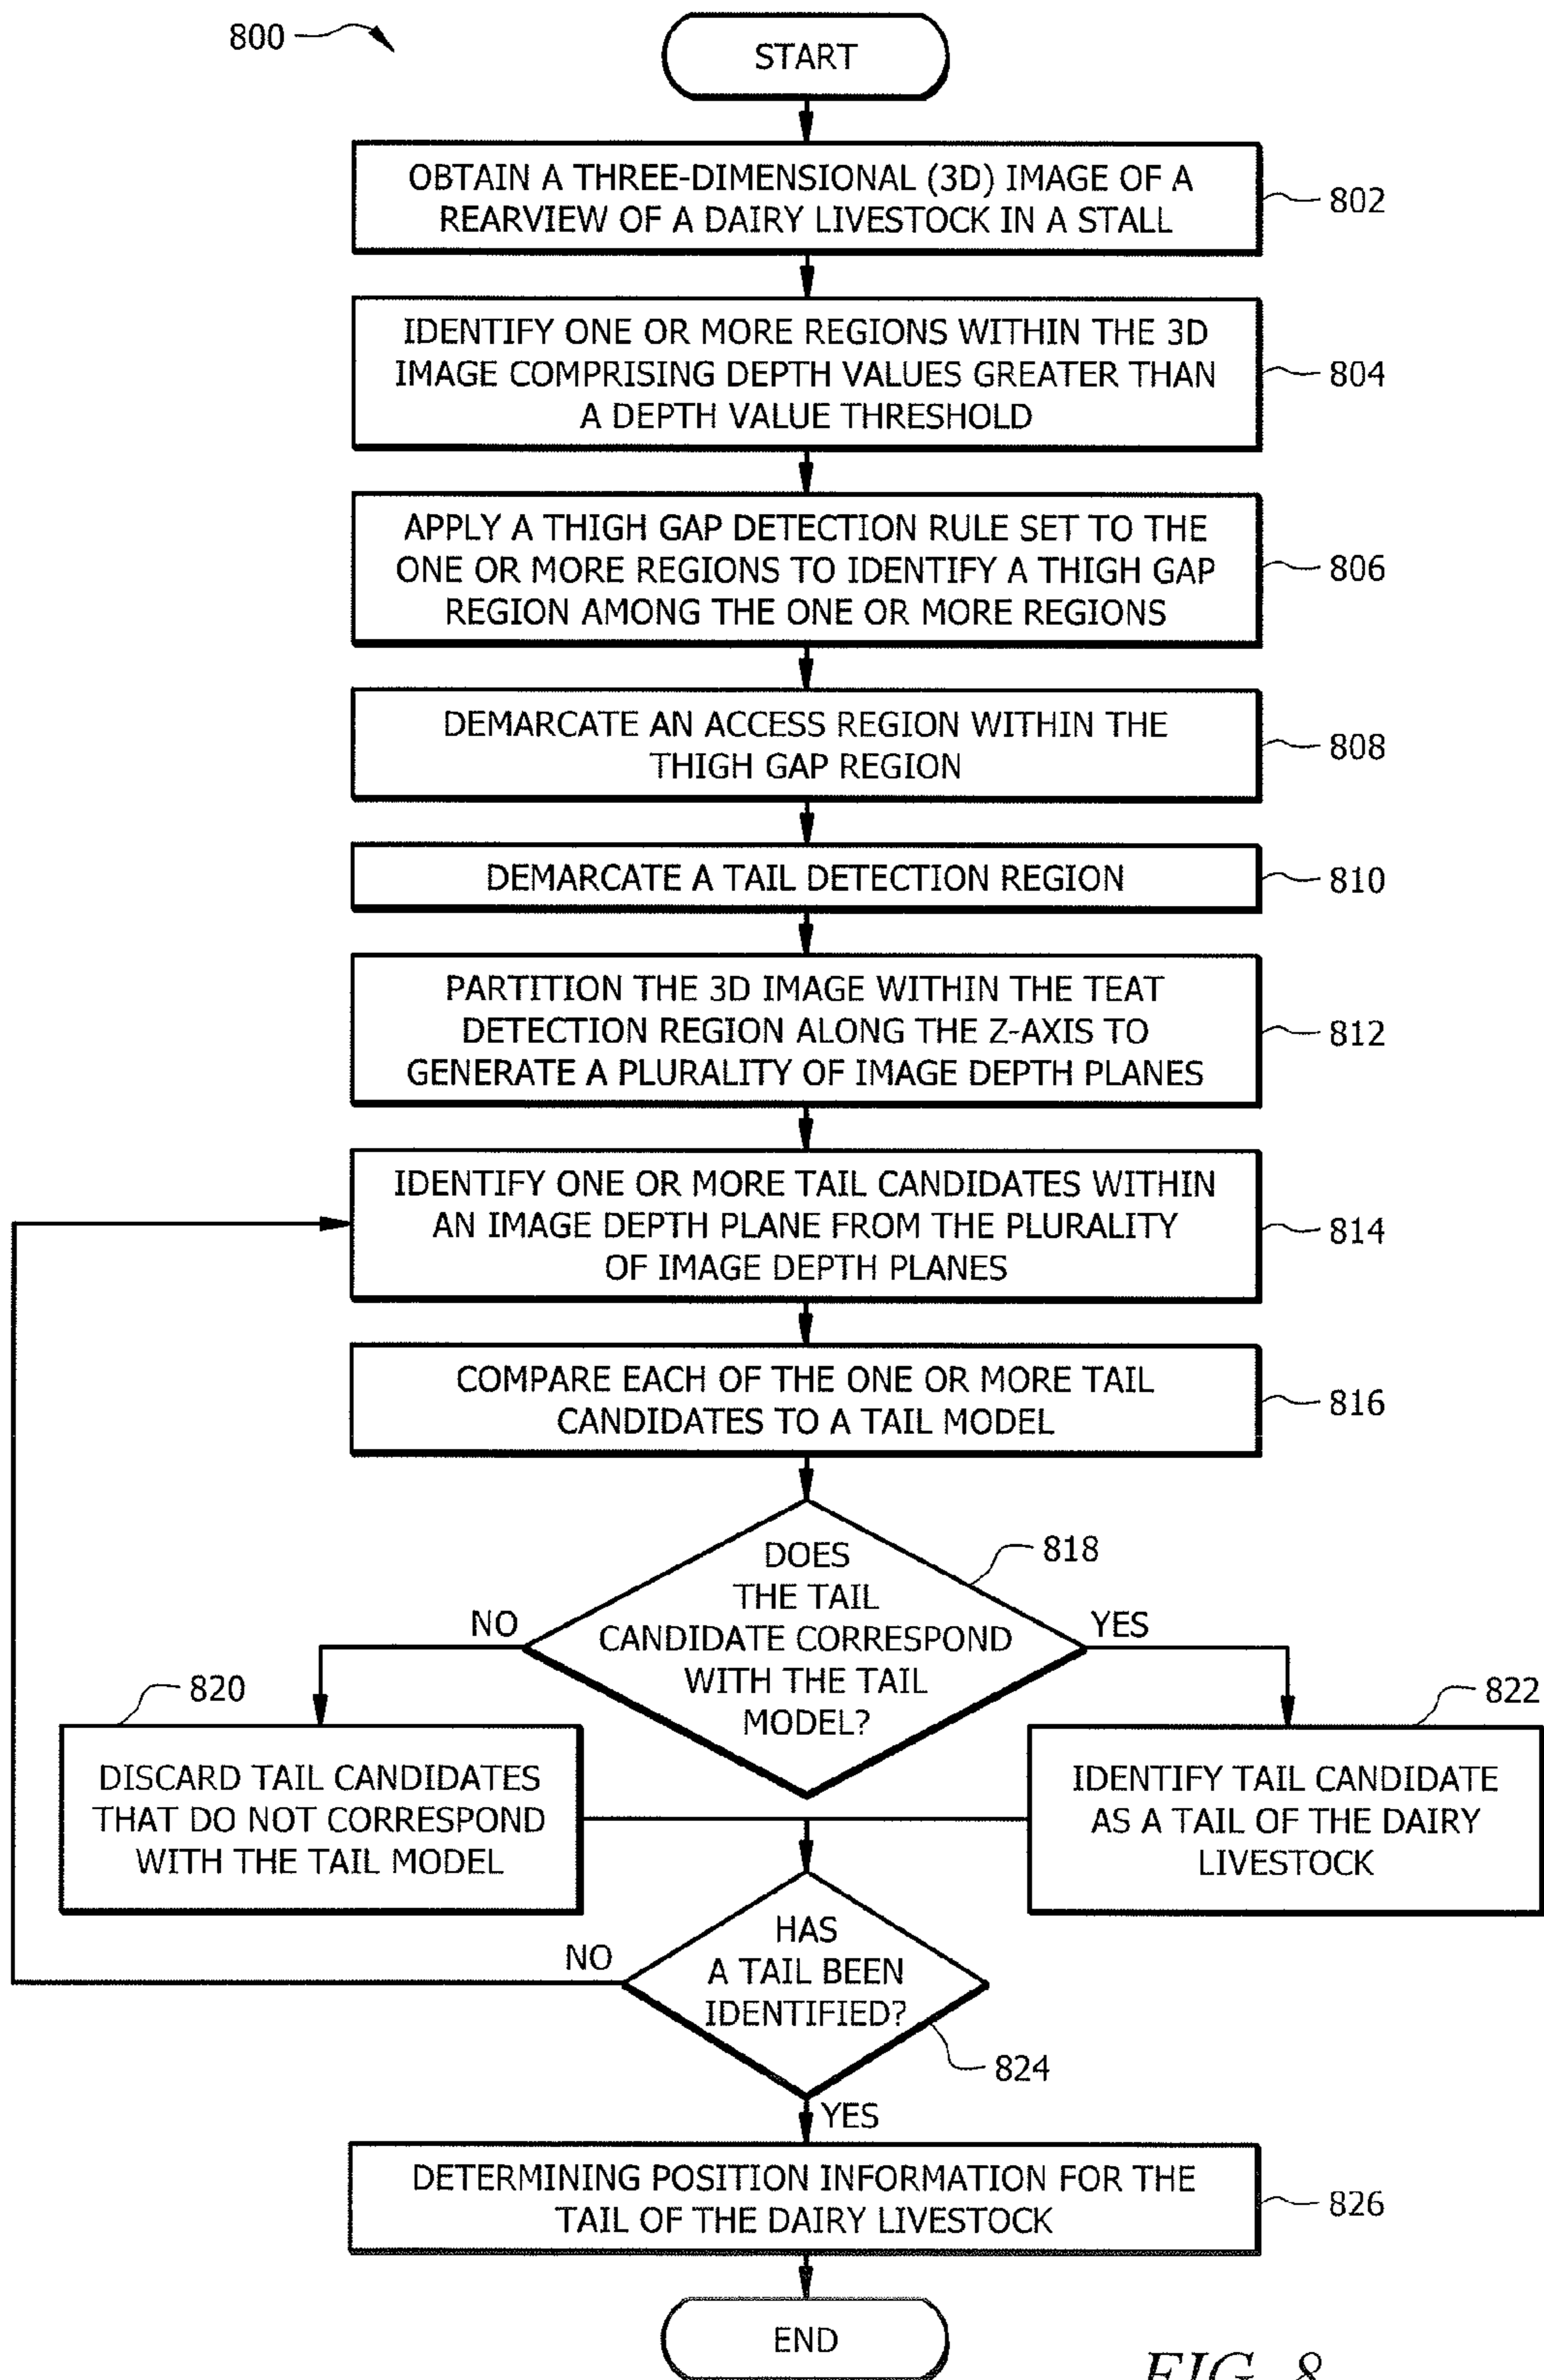 800
START
OBTAIN A THREE-DIMENSIONAL (3D) IMAGE OF A
REARVIEW OF A DAIRY LIVESTOCK IN A STALL
802
IDENTIFY ONE OR MORE REGIONS WITHIN THE 3D
IMAGE COMPRISING DEPTH VALUES GREATER THAN
A DEPTH VALUE THRESHOLD
804
APPLY A THIGH GAP DETECTION RULE SET TO THE
ONE OR MORE REGIONS TO IDENTIFY A THIGH GAP
REGION AMONG THE ONE OR MORE REGIONS
806
DEMARCATE AN ACCESS REGION WITHIN THE
THIGH GAP REGION
808
DEMARCATE A TAIL DETECTION REGION
810
PARTITION THE 3D IMAGE WITHIN THE TEAT
DETECTION REGION ALONG THE Z-AXIS TO
GENERATE A PLURALITY OF IMAGE DEPTH PLANES
812
IDENTIFY ONE OR MORE TAIL CANDIDATES WITHIN
AN IMAGE DEPTH PLANE FROM THE PLURALITY
OF IMAGE DEPTH PLANES
814
COMPARE EACH OF THE ONE OR MORE TAIL
CANDIDATES TO A TAIL MODEL
816
DOES
THE TAIL
CANDIDATE CORRESPOND
WITH THE TAIL
MODEL?
818
NO
YES
820
DISCARD TAIL CANDIDATES
THAT DO NOT CORRESPOND
WITH THE TAIL MODEL
822
IDENTIFY TAIL CANDIDATE
AS A TAIL OF THE DAIRY
LIVESTOCK
HAS
A TAIL BEEN
IDENTIFIED?
NO
824
YES
DETERMINING POSITION INFORMATION FOR THE
TAIL OF THE DAIRY LIVESTOCK
826
END
FIG. 8